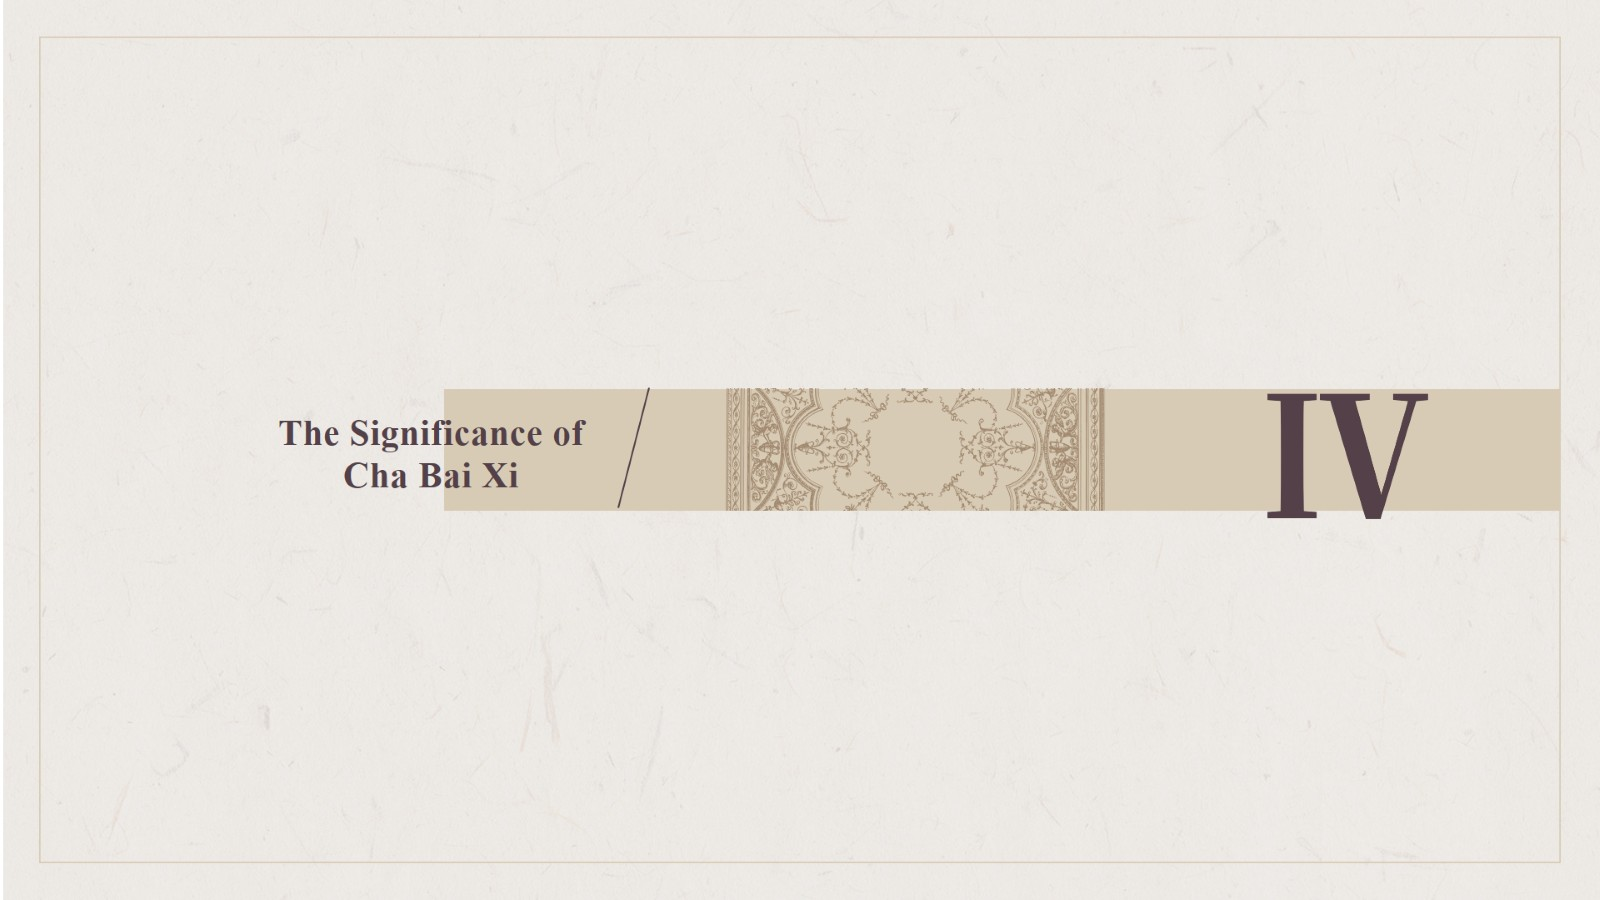 The Significance of
Cha Bai Xi
IV